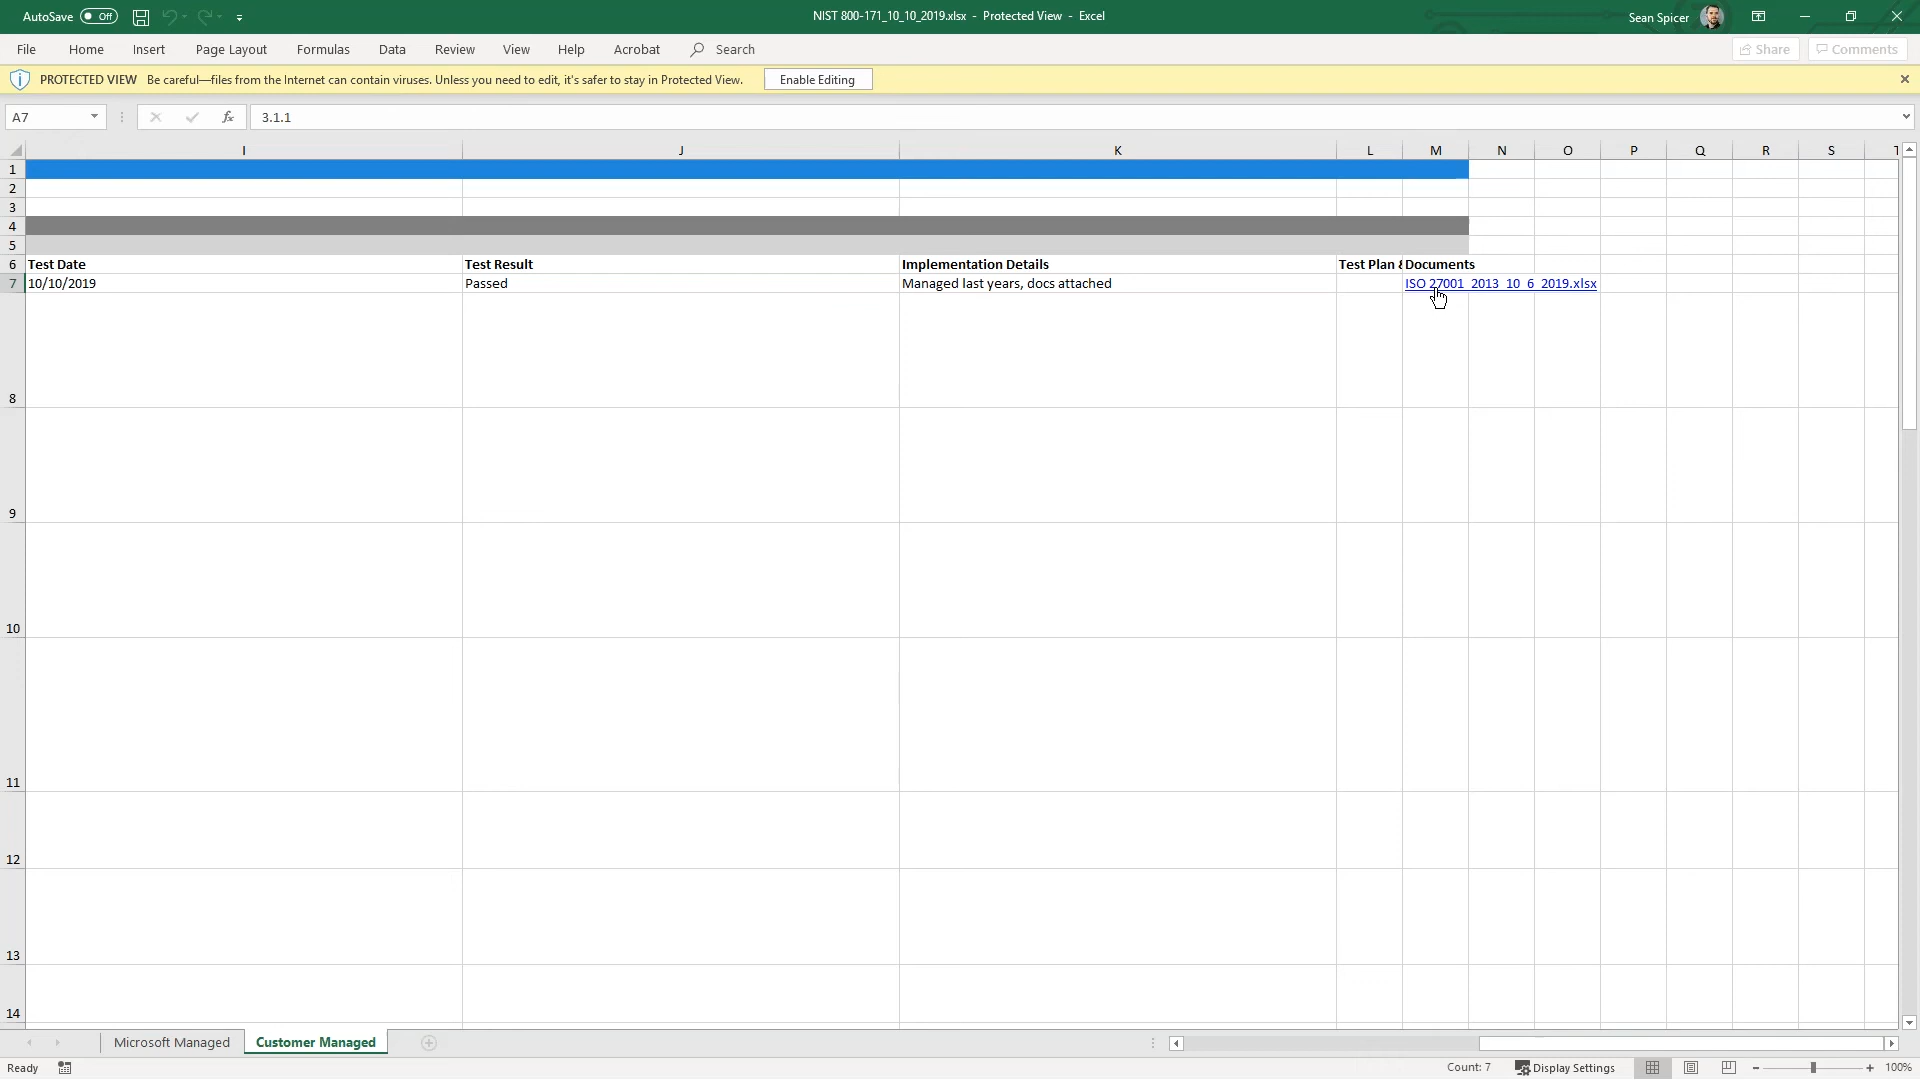 AutoSave Off NIST 800-171_10_10_2019.xlsx - Protected View - Excel Sean Spicer
File Home Insert Page Layout Formulas Data Review View Help Acrobat Search Share Comments
PROTECTED VIEW Be careful—files from the Internet can contain viruses. Unless you need to edit, it's safer to stay in Protected View. Enable Editing
A7 fx 3.1.1
I J K L M N O P Q R S T
1
2
3
4
5
6 Test Date Test Result Implementation Details Test Plan & Documents
7 10/10/2019 Passed Managed last years, docs attached ISO 27001_2013_10_6_2019.xlsx
8
9
10
11
12
13
14
Microsoft Managed Customer Managed
Ready Count: 7 Display Settings 100%